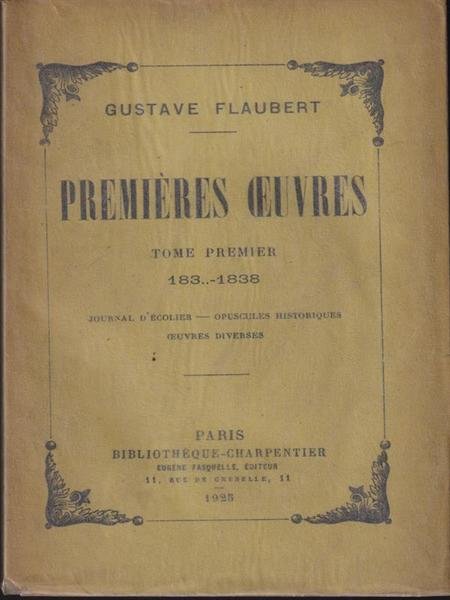 GUSTAVE FLAUBERT
PREMIÈRES ŒUVRES
TOME PREMIER
183..-1838
JOURNAL D'ÉCOLIER — OPUSCULES HISTORIQUES
ŒUVRES DIVERSES
PARIS
BIBLIOTHÈQUE-CHARPENTIER
EUGÈNE FASQUELLE, ÉDITEUR
11, RUE DE GRENELLE, 11
1925